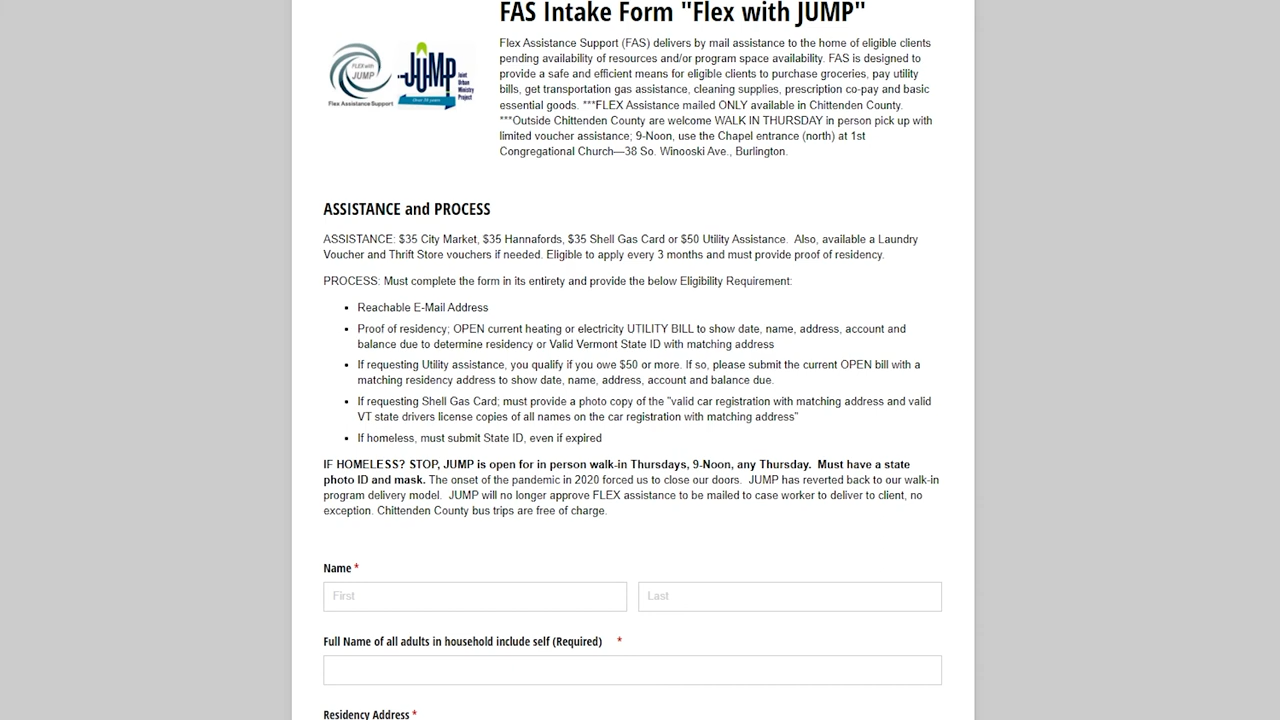 FAS Intake Form "Flex with JUMP"
FLEX with
JUMP
Flex Assistance Support
JUMP
Joint
Urban
Ministry
Project
Over 30 years
Flex Assistance Support (FAS) delivers by mail assistance to the home of eligible clients
pending availability of resources and/or program space availability. FAS is designed to
provide a safe and efficient means for eligible clients to purchase groceries, pay utility
bills, get transportation gas assistance, cleaning supplies, prescription co-pay and basic
essential goods. ***FLEX Assistance mailed ONLY available in Chittenden County.
***Outside Chittenden County are welcome WALK IN THURSDAY in person pick up with
limited voucher assistance; 9-Noon, use the Chapel entrance (north) at 1st
Congregational Church—38 So. Winooski Ave., Burlington.
ASSISTANCE and PROCESS
ASSISTANCE: $35 City Market, $35 Hannafords, $35 Shell Gas Card or $50 Utility Assistance. Also, available a Laundry
Voucher and Thrift Store vouchers if needed. Eligible to apply every 3 months and must provide proof of residency.
PROCESS: Must complete the form in its entirety and provide the below Eligibility Requirement:
• Reachable E-Mail Address
• Proof of residency; OPEN current heating or electricity UTILITY BILL to show date, name, address, account and
balance due to determine residency or Valid Vermont State ID with matching address
• If requesting Utility assistance, you qualify if you owe $50 or more. If so, please submit the current OPEN bill with a
matching residency address to show date, name, address, account and balance due.
• If requesting Shell Gas Card; must provide a photo copy of the "valid car registration with matching address and valid
VT state drivers license copies of all names on the car registration with matching address"
• If homeless, must submit State ID, even if expired
IF HOMELESS? STOP, JUMP is open for in person walk-in Thursdays, 9-Noon, any Thursday. Must have a state
photo ID and mask. The onset of the pandemic in 2020 forced us to close our doors. JUMP has reverted back to our walk-in
program delivery model. JUMP will no longer approve FLEX assistance to be mailed to case worker to deliver to client, no
exception. Chittenden County bus trips are free of charge.
Name *
First
Last
Full Name of all adults in household include self (Required) *
Residency Address *